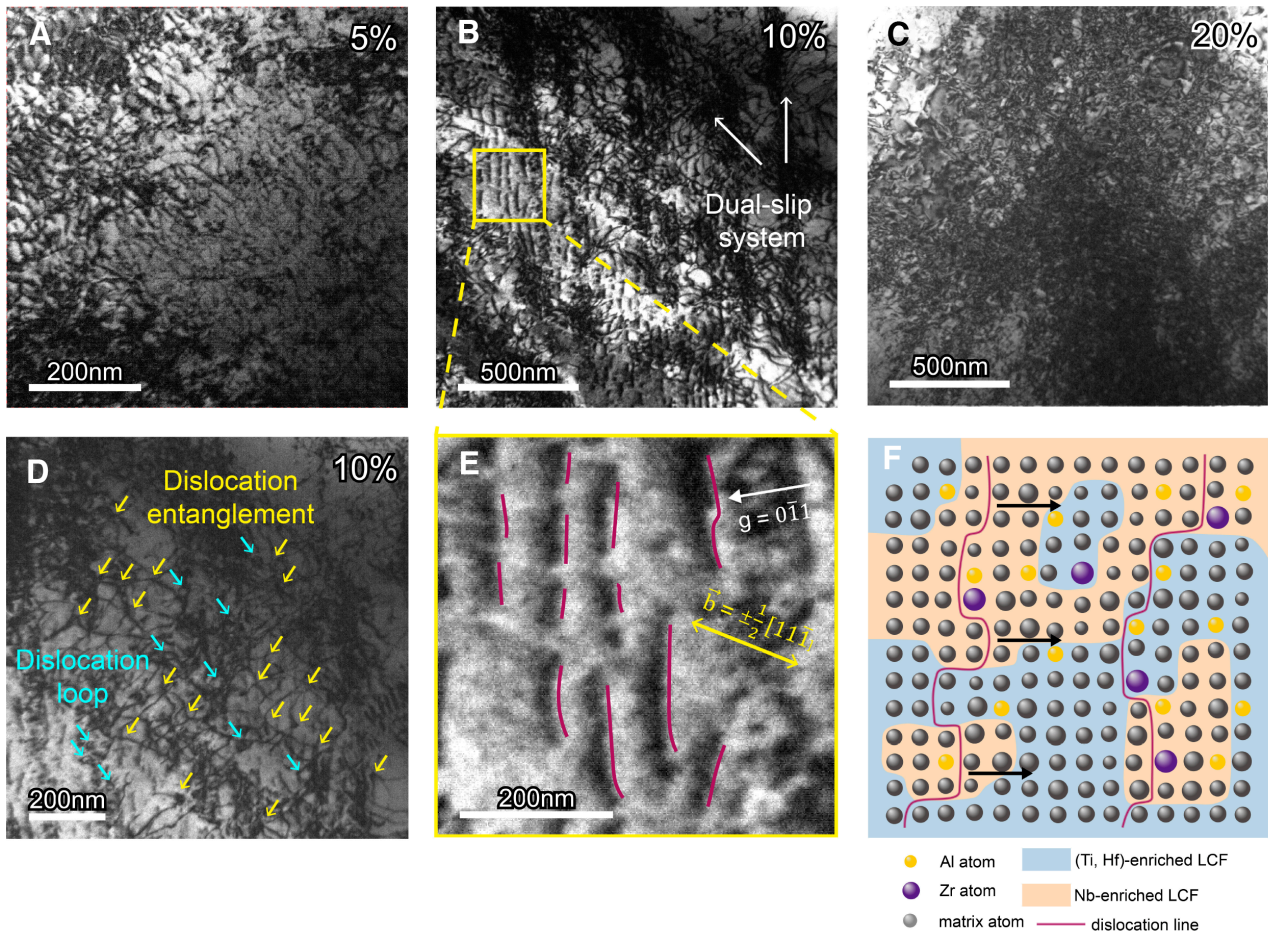 A
5%
200nm
B
10%
Dual-slip
system
500nm
C
20%
500nm
D
10%
Dislocation
entanglement
Dislocation
loop
200nm
E
g = 01̄1
b⃗ = ±1/2[111̄]
200nm
F
Al atom
(Ti, Hf)-enriched LCF
Zr atom
Nb-enriched LCF
matrix atom
dislocation line